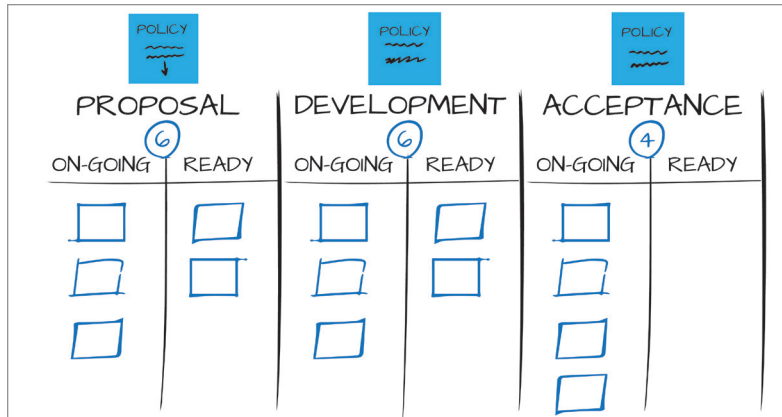 POLICY
POLICY
POLICY
PROPOSAL
DEVELOPMENT
ACCEPTANCE
6
6
4
ON-GOING
READY
ON-GOING
READY
ON-GOING
READY